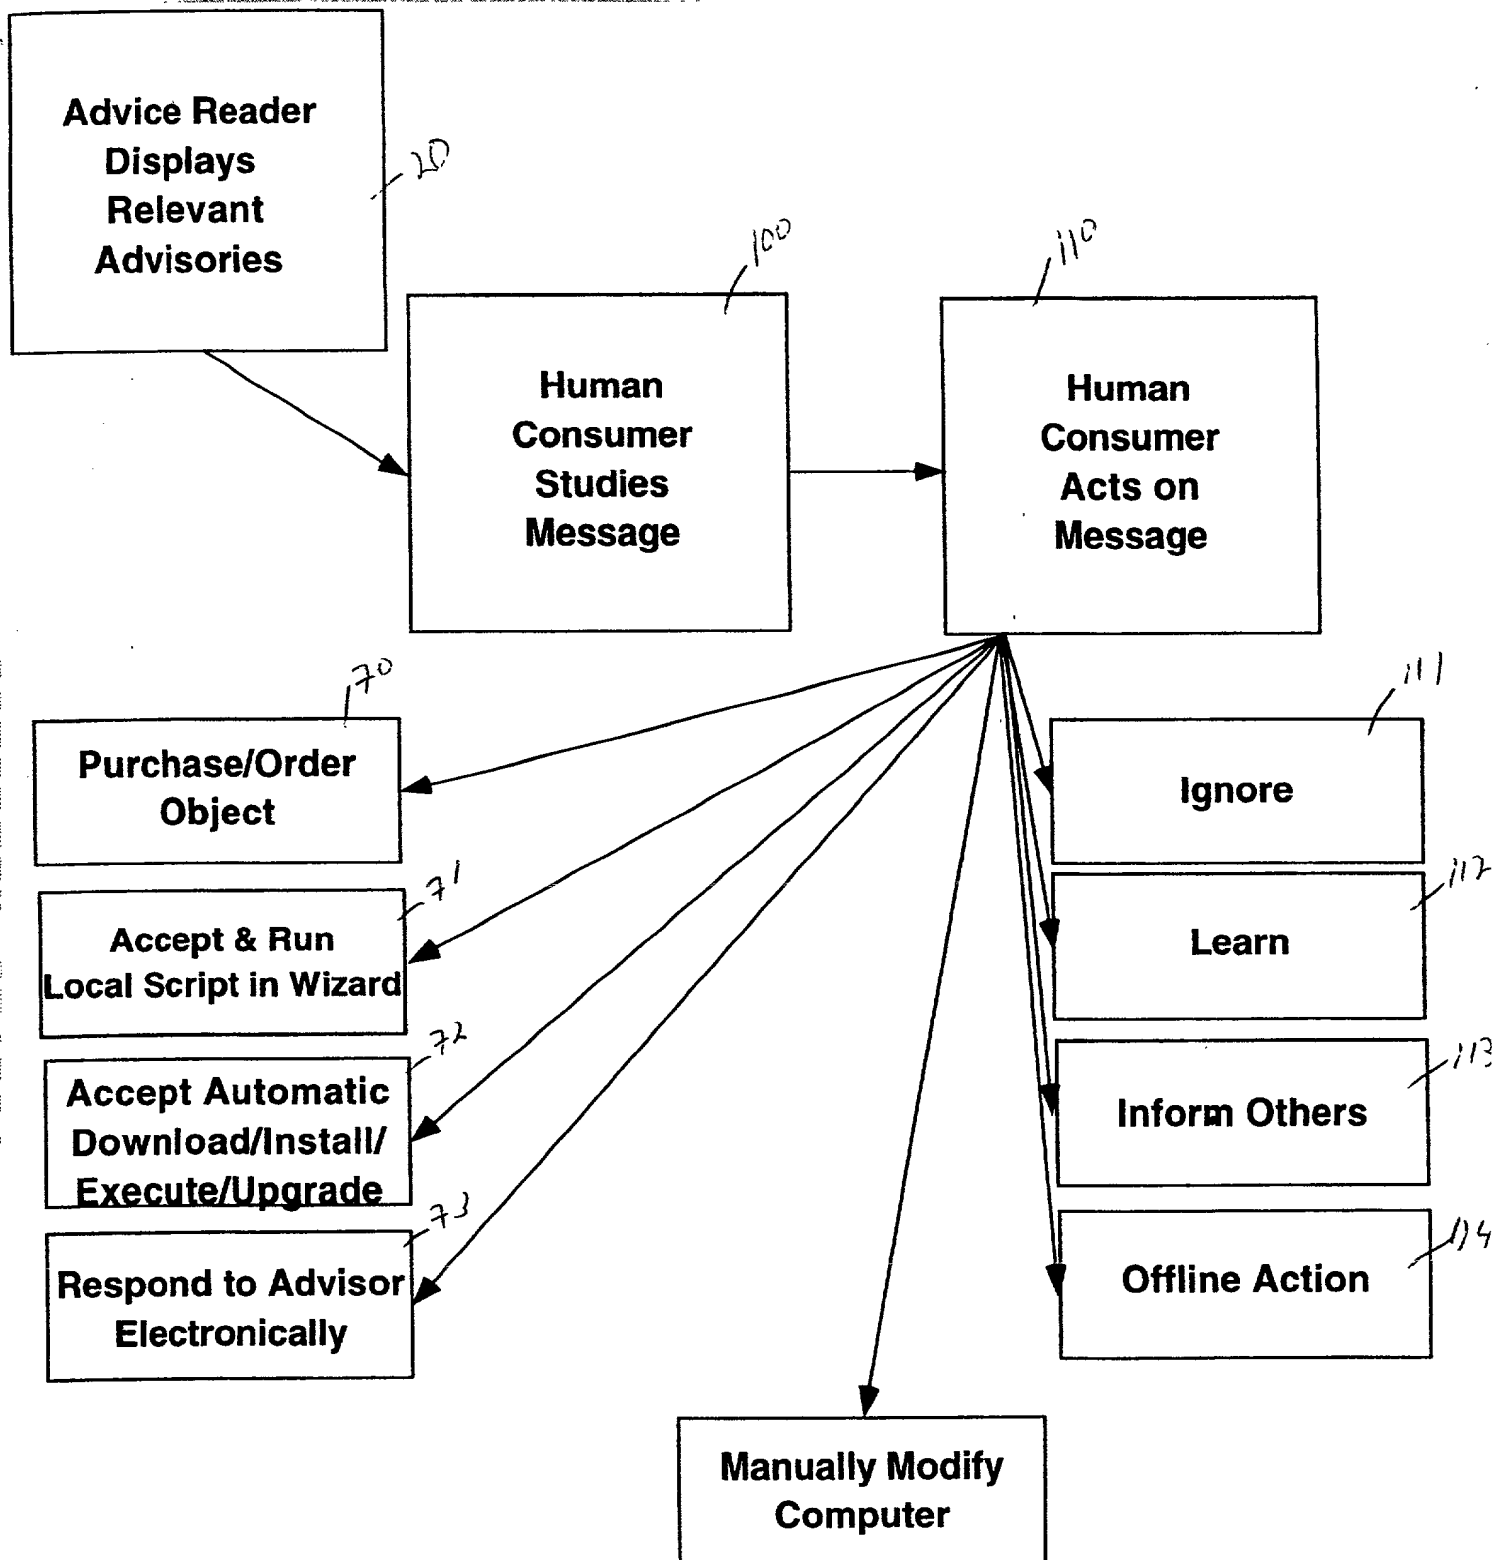 Advice Reader
Displays
Relevant
Advisories
20
100
110
Human
Consumer
Studies
Message
Human
Consumer
Acts on
Message
70
111
Purchase/Order
Object
Ignore
71
112
Accept & Run
Local Script in Wizard
Learn
72
113
Accept Automatic
Download/Install/
Execute/Upgrade
Inform Others
73
114
Respond to Advisor
Electronically
Offline Action
Manually Modify
Computer